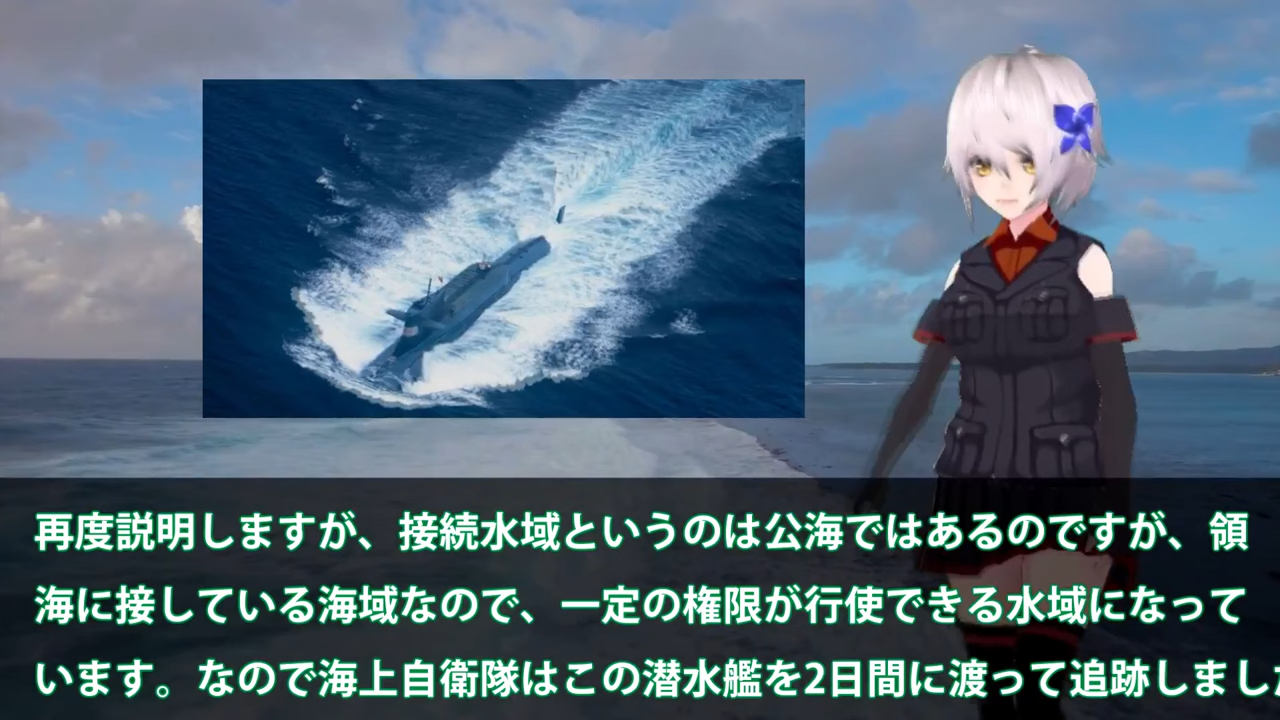 再度説明しますが、接続水域というのは公海ではあるのですが、領
海に接している海域なので、一定の権限が行使できる水域になって
います。なので海上自衛隊はこの潜水艦を2日間に渡って追跡しました